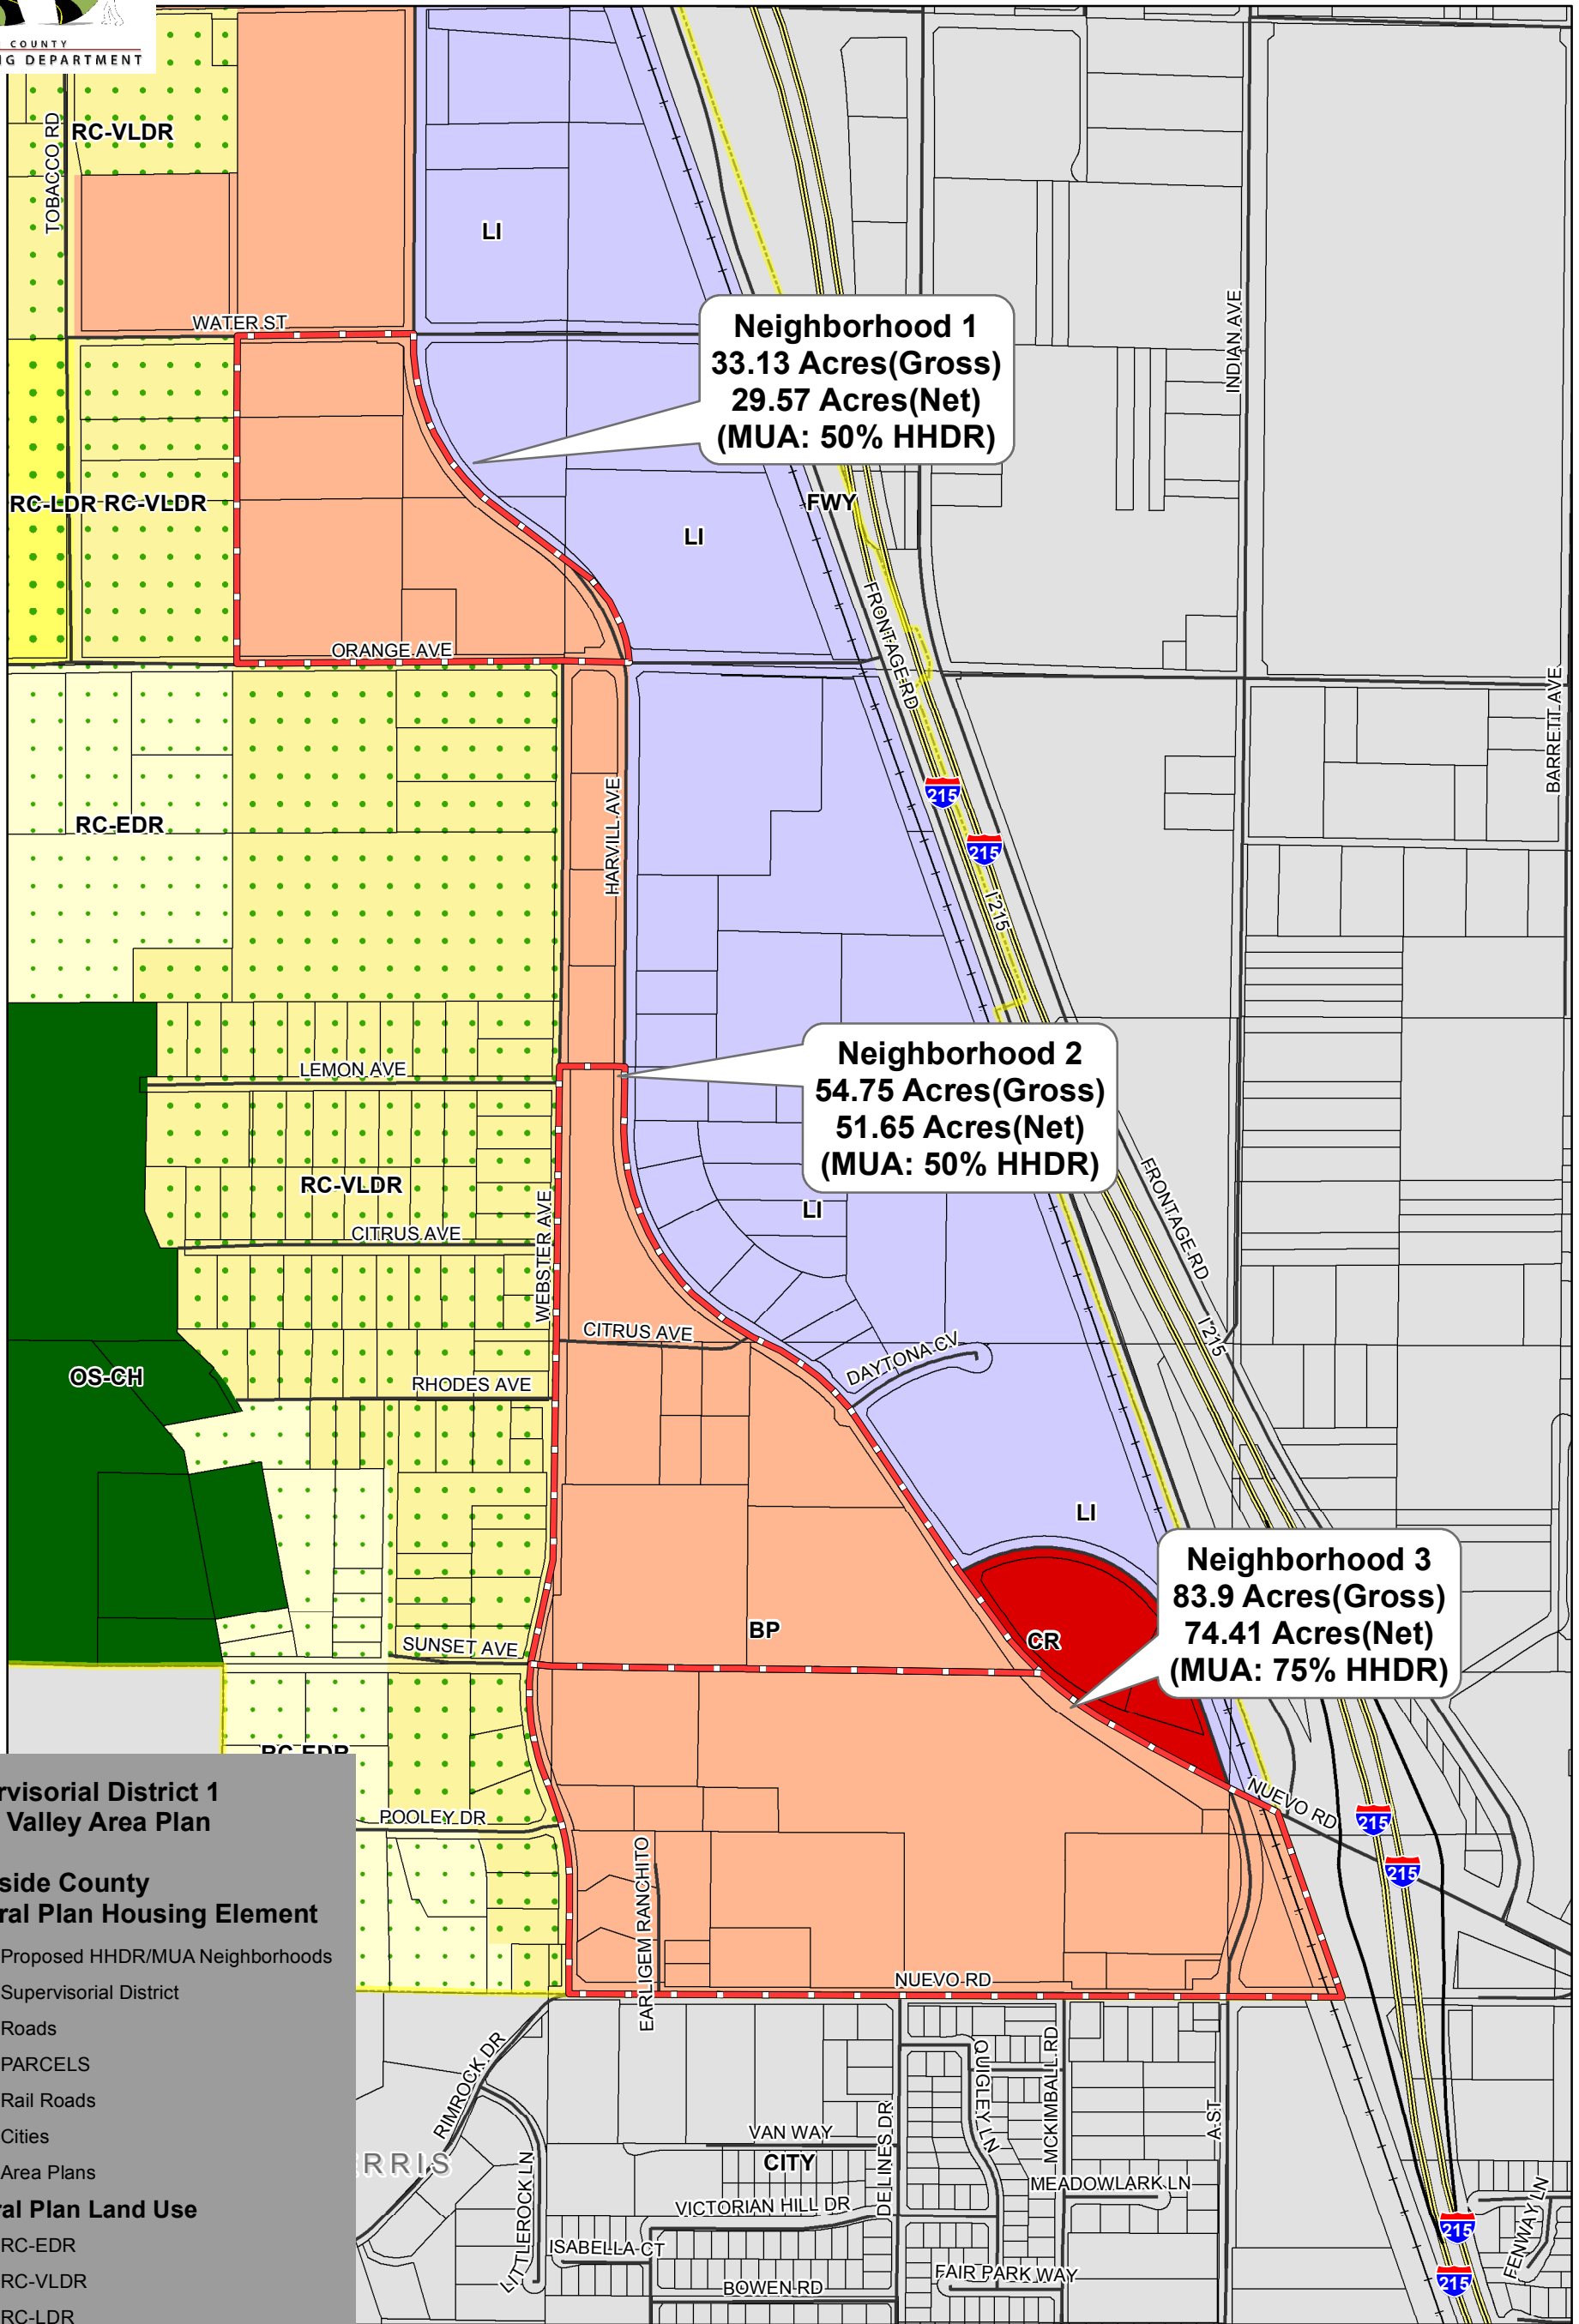 COUNTY
NG DEPARTMENT
TOBACCO RD
RC-VLDR
LI
WATER ST
Neighborhood 1
33.13 Acres(Gross)
29.57 Acres(Net)
(MUA: 50% HHDR)
INDIAN AVE
RC-LDR
RC-VLDR
LI
FWY
FRONTAGE RD
ORANGE AVE
BARRETT AVE
RC-EDR
HARVILL AVE
215
215
I 215
LEMON AVE
Neighborhood 2
54.75 Acres(Gross)
51.65 Acres(Net)
(MUA: 50% HHDR)
RC-VLDR
CITRUS AVE
WEBSTER AVE
LI
FRONTAGE RD
I 215
CITRUS AVE
DAYTONA CV
OS-CH
RHODES AVE
LI
Neighborhood 3
83.9 Acres(Gross)
74.41 Acres(Net)
(MUA: 75% HHDR)
BP
CR
SUNSET AVE
RC-EDR
NUEVO RD
215
215
POOLEY DR
EARLIGEM RANCHITO
NUEVO RD
rvisorial District 1
Valley Area Plan
side County
ral Plan Housing Element
Proposed HHDR/MUA Neighborhoods
Supervisorial District
Roads
PARCELS
Rail Roads
Cities
Area Plans
ral Plan Land Use
RC-EDR
RC-VLDR
RC-LDR
RIMROCK DR
RRIS
LITTLEROCK LN
ISABELLA CT
VAN WAY
CITY
VICTORIAN HILL DR
BOWEN RD
DE LINES DR
QUIGLEY LN
MCKIMBALL RD
A ST
MEADOWLARK LN
FAIR PARK WAY
215
215
FENWAY LN